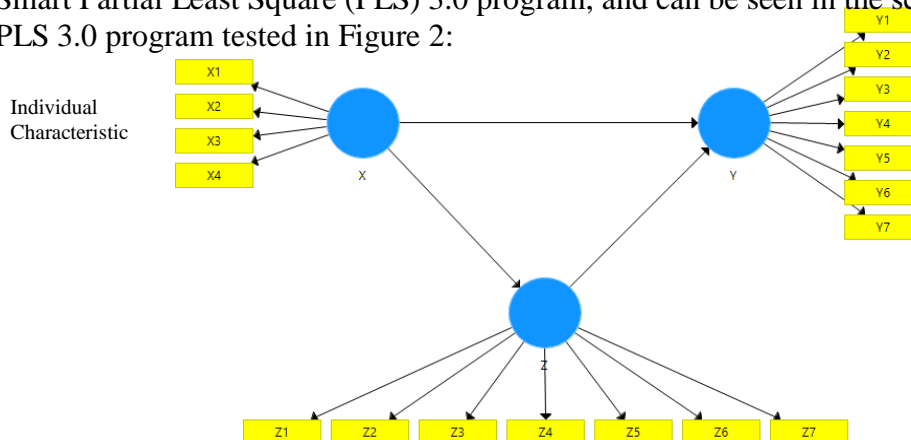 Smart Partial Least Square (PLS) 3.0 program, and can be seen in the
PLS 3.0 program tested in Figure 2:
Y1
Y2
Y3
Y4
Y5
Y6
Y7
X1
X2
X3
X4
Individual
Characteristic
X
Y
Z
Z1
Z2
Z3
Z4
Z5
Z6
Z7